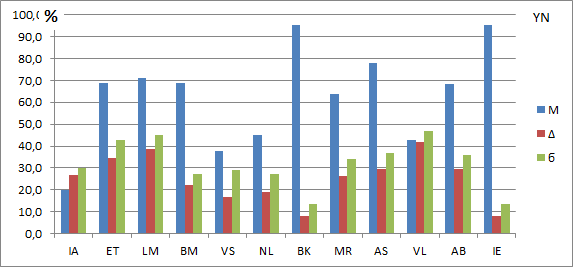 100,0 % YN
90,0
80,0
70,0
60,0
50,0
40,0
30,0
20,0
10,0
0,0
IA ET LM BM VS NL BK MR AS VL AB IE
M
Δ
б